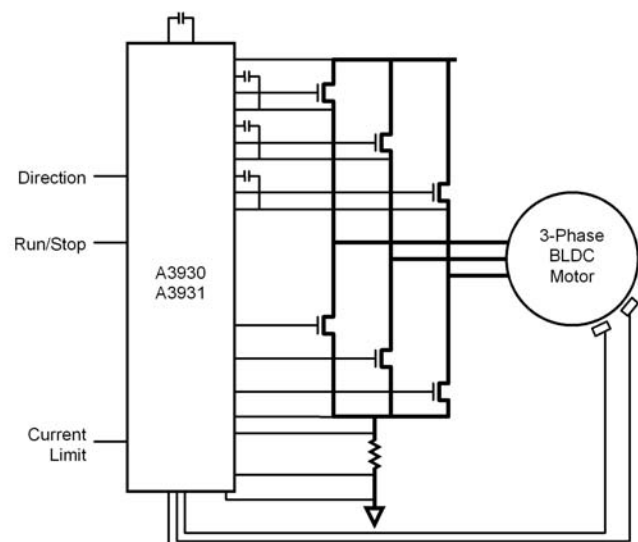 Direction
Run/Stop
A3930
A3931
Current
Limit
3-Phase
BLDC
Motor